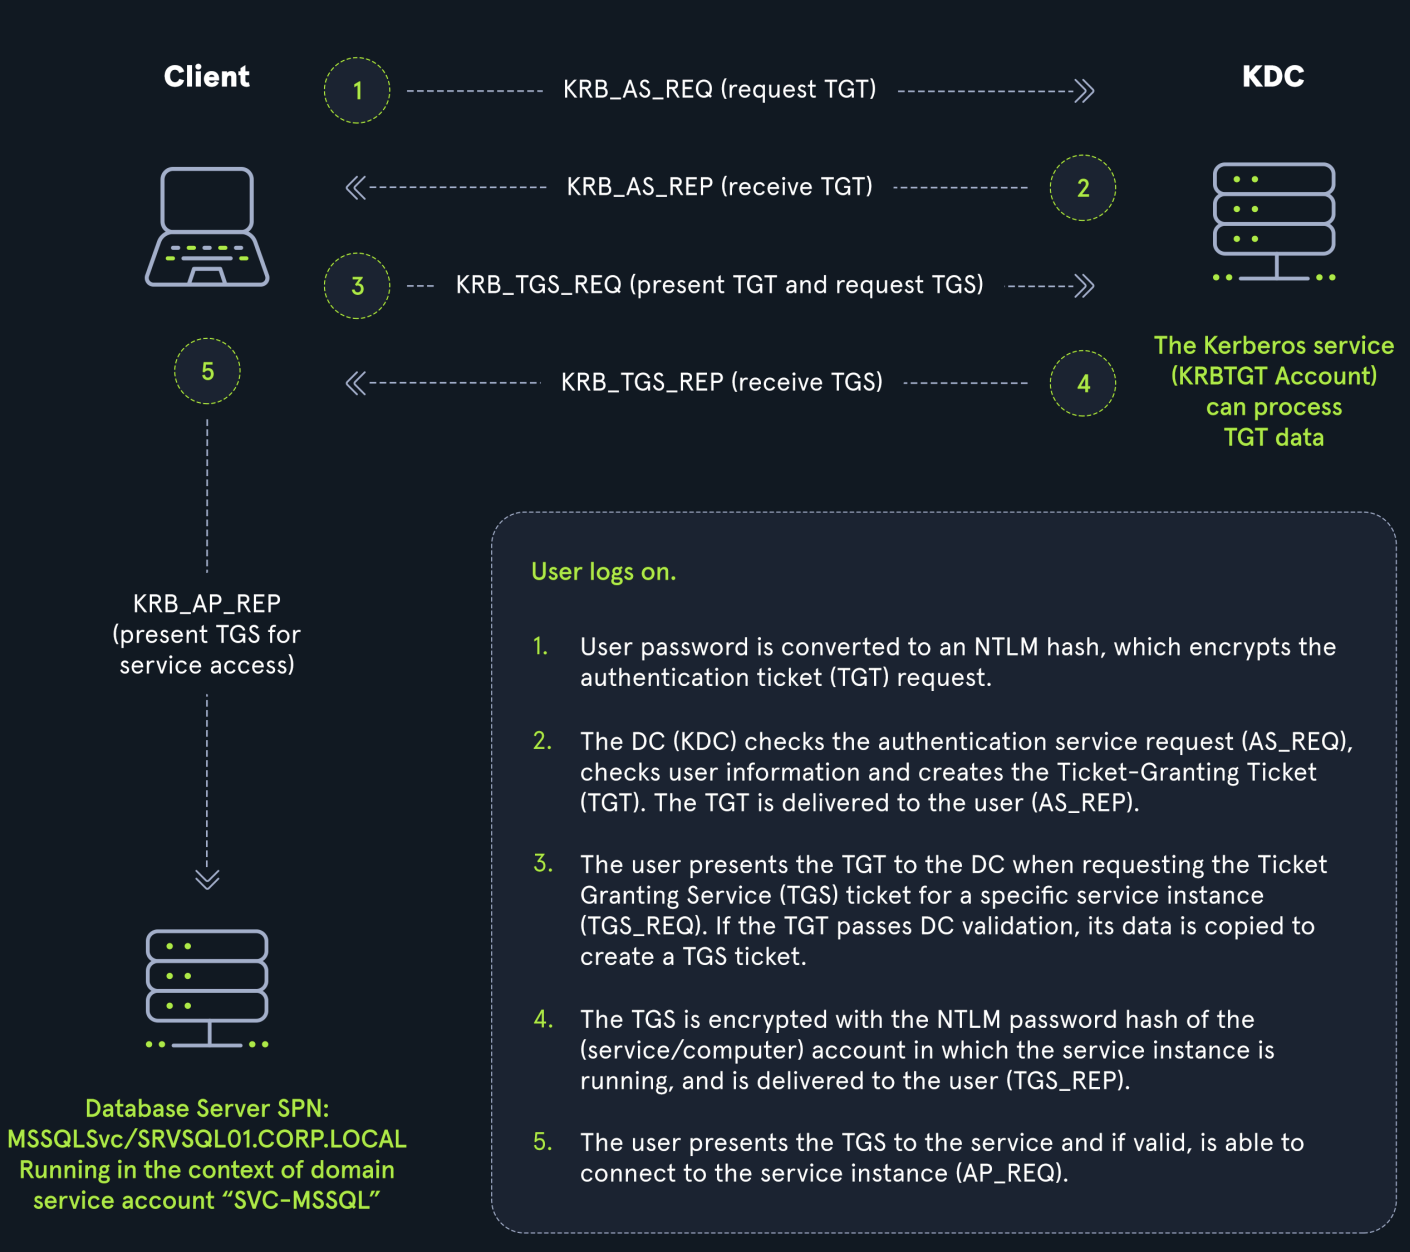 Client
KDC
1
KRB_AS_REQ (request TGT)
KRB_AS_REP (receive TGT)
2
3
KRB_TGS_REQ (present TGT and request TGS)
KRB_TGS_REP (receive TGS)
4
The Kerberos service
(KRBTGT Account)
can process
TGT data
5
KRB_AP_REP
(present TGS for
service access)
Database Server SPN:
MSSQLSvc/SRVSQL01.CORP.LOCAL
Running in the context of domain
service account “SVC-MSSQL”
User logs on.
1. User password is converted to an NTLM hash, which encrypts the
authentication ticket (TGT) request.
2. The DC (KDC) checks the authentication service request (AS_REQ),
checks user information and creates the Ticket-Granting Ticket
(TGT). The TGT is delivered to the user (AS_REP).
3. The user presents the TGT to the DC when requesting the Ticket
Granting Service (TGS) ticket for a specific service instance
(TGS_REQ). If the TGT passes DC validation, its data is copied to
create a TGS ticket.
4. The TGS is encrypted with the NTLM password hash of the
(service/computer) account in which the service instance is
running, and is delivered to the user (TGS_REP).
5. The user presents the TGS to the service and if valid, is able to
connect to the service instance (AP_REQ).